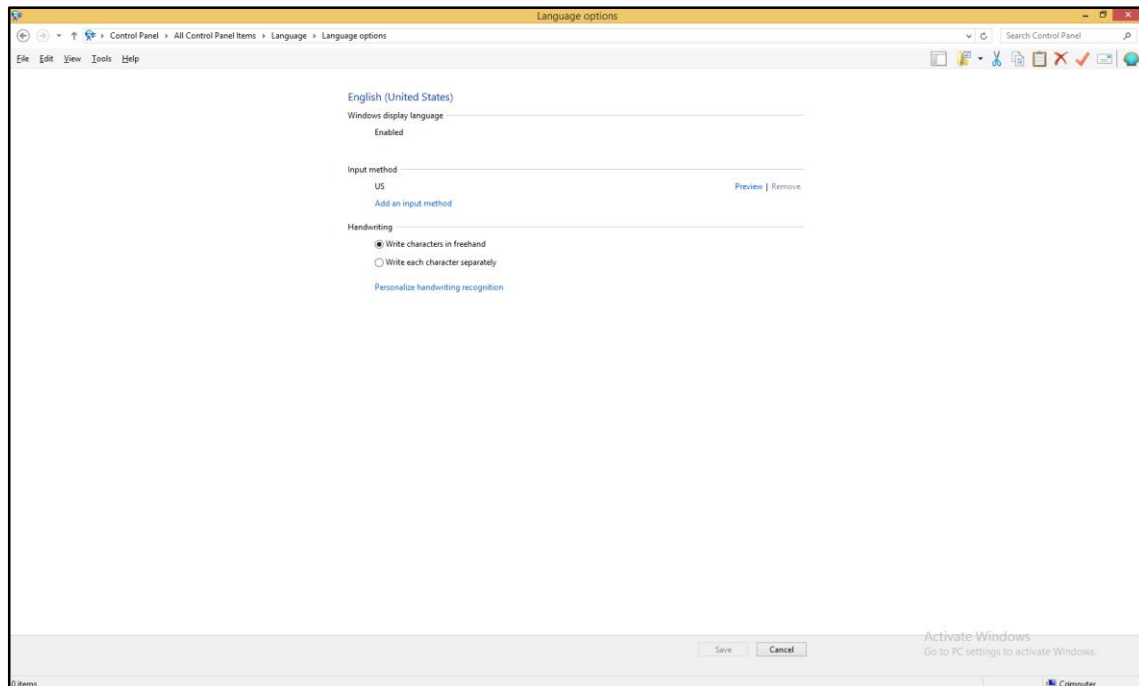 Language options
Control Panel All Control Panel Items Language Language options Search Control Panel
File Edit View Tools Help
English (United States)
Windows display language
Enabled
Input method
US Preview | Remove
Add an input method
Handwriting
Write characters in freehand
Write each character separately
Personalize handwriting recognition
Activate Windows
Save Cancel Go to PC settings to activate Windows.
0 items Computer